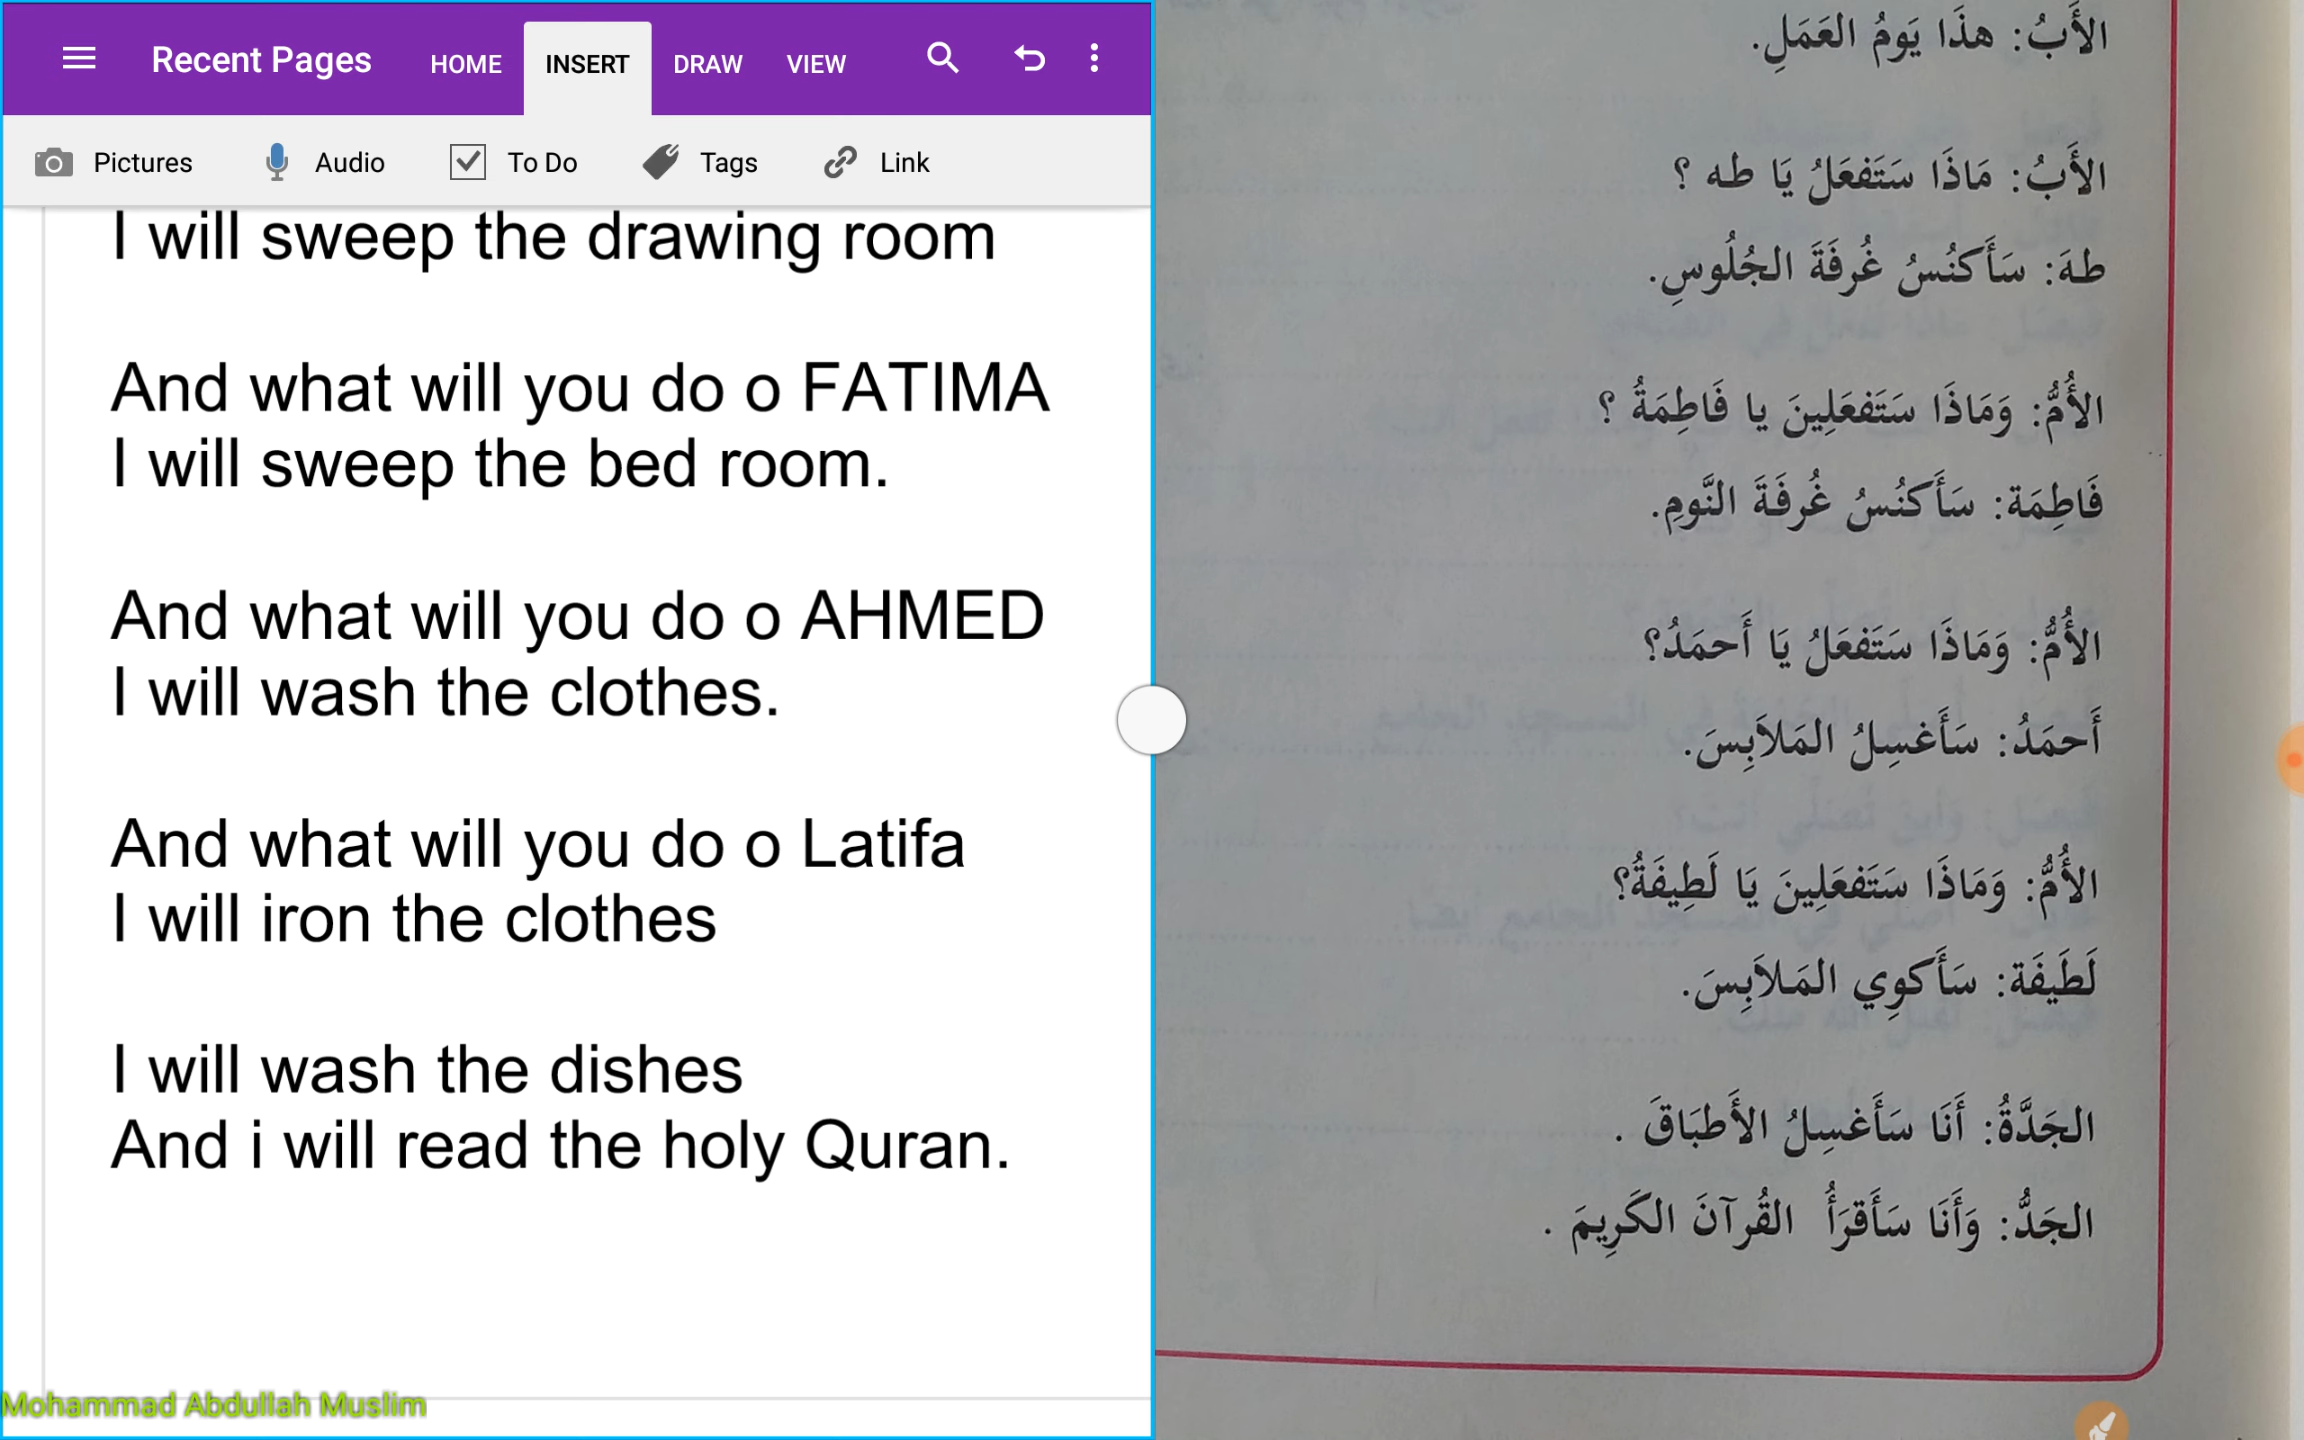 Recent Pages HOME INSERT DRAW VIEW
Pictures Audio To Do Tags Link
I will sweep the drawing room
And what will you do o FATIMA
I will sweep the bed room.
And what will you do o AHMED
I will wash the clothes.
And what will you do o Latifa
I will iron the clothes
I will wash the dishes
And i will read the holy Quran.
Mohammad Abdullah Muslim
الأَبُ: هذَا يَومُ العَمَلِ.
الأَبُ: مَاذَا سَتَفعَلُ يَا طه ؟
طهَ: سَأَكنُسُ غُرفَةَ الجُلُوسِ.
الأُمُّ: وَمَاذَا سَتَفعَلِينَ يا فَاطِمَةُ ؟
فَاطِمَة: سَأَكنُسُ غُرفَةَ النَّومِ.
الأُمُّ: وَمَاذَا سَتَفعَلُ يَا أَحمَدُ؟
أَحمَدُ: سَأَغسِلُ المَلاَبِسَ.
الأُمُّ: وَمَاذَا سَتَفعَلِينَ يَا لَطِيفَةُ؟
لَطَيفَة: سَأَكوِي المَلاَبِسَ.
الجَدَّةُ: أَنَا سَأَغسِلُ الأَطبَاقَ .
الجَدُّ: وَأَنَا سَأَقرَأُ القُرآنَ الكَرِيمَ .